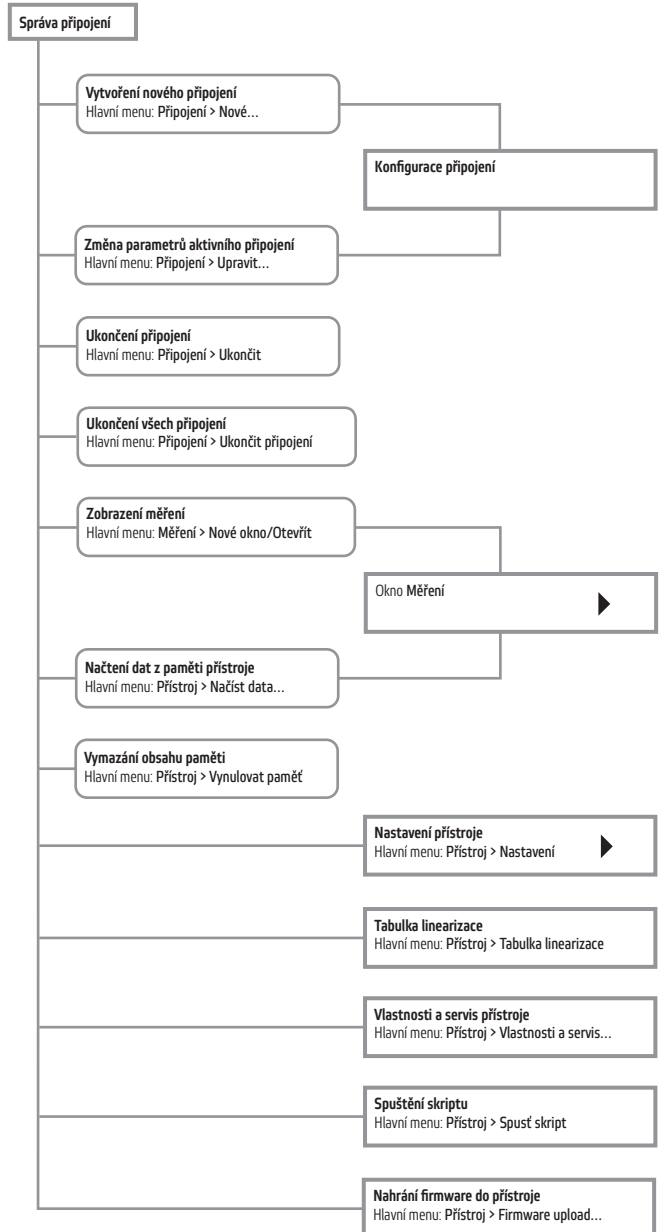 Správa připojení
Vytvoření nového připojení
Hlavní menu: Připojení > Nové...
Konfigurace připojení
Změna parametrů aktivního připojení
Hlavní menu: Připojení > Upravit...
Ukončení připojení
Hlavní menu: Připojení > Ukončit
Ukončení všech připojení
Hlavní menu: Připojení > Ukončit připojení
Zobrazení měření
Hlavní menu: Měření > Nové okno/Otevřít
Okno Měření
Načtení dat z paměti přístroje
Hlavní menu: Přístroj > Načíst data...
Vymazání obsahu paměti
Hlavní menu: Přístroj > Vynulovat paměť
Nastavení přístroje
Hlavní menu: Přístroj > Nastavení
Tabulka linearizace
Hlavní menu: Přístroj > Tabulka linearizace
Vlastnosti a servis přístroje
Hlavní menu: Přístroj > Vlastnosti a servis...
Spuštění skriptu
Hlavní menu: Přístroj > Spusť skript
Nahrání firmware do přístroje
Hlavní menu: Přístroj > Firmware upload...